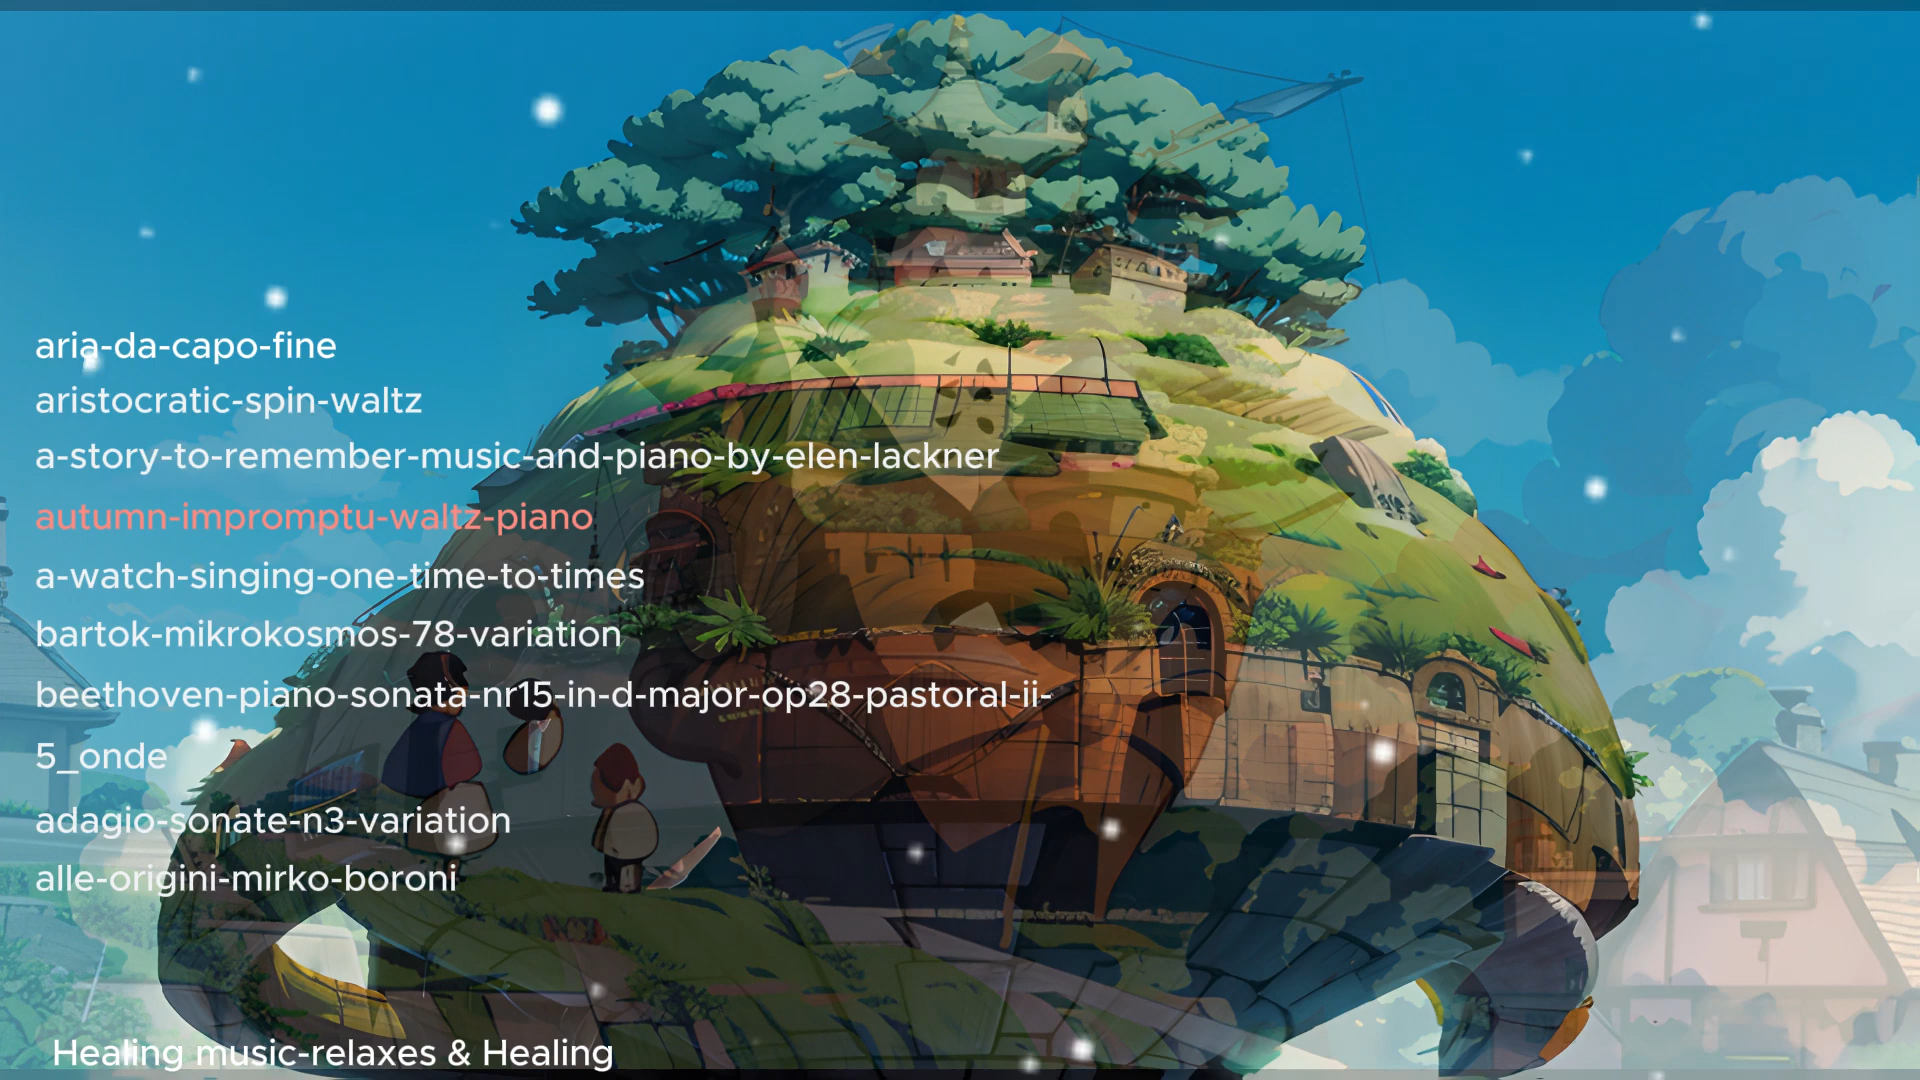 aria-da-capo-fine
aristocratic-spin-waltz
a-story-to-remember-music-and-piano-by-elen-lackner
autumn-impromptu-waltz-piano
a-watch-singing-one-time-to-times
bartok-mikrokosmos-78-variation
beethoven-piano-sonata-nr15-in-d-major-op28-pastoral-ii-
5_onde
adagio-sonate-n3-variation
alle-origini-mirko-boroni
Healing music-relaxes & Healing